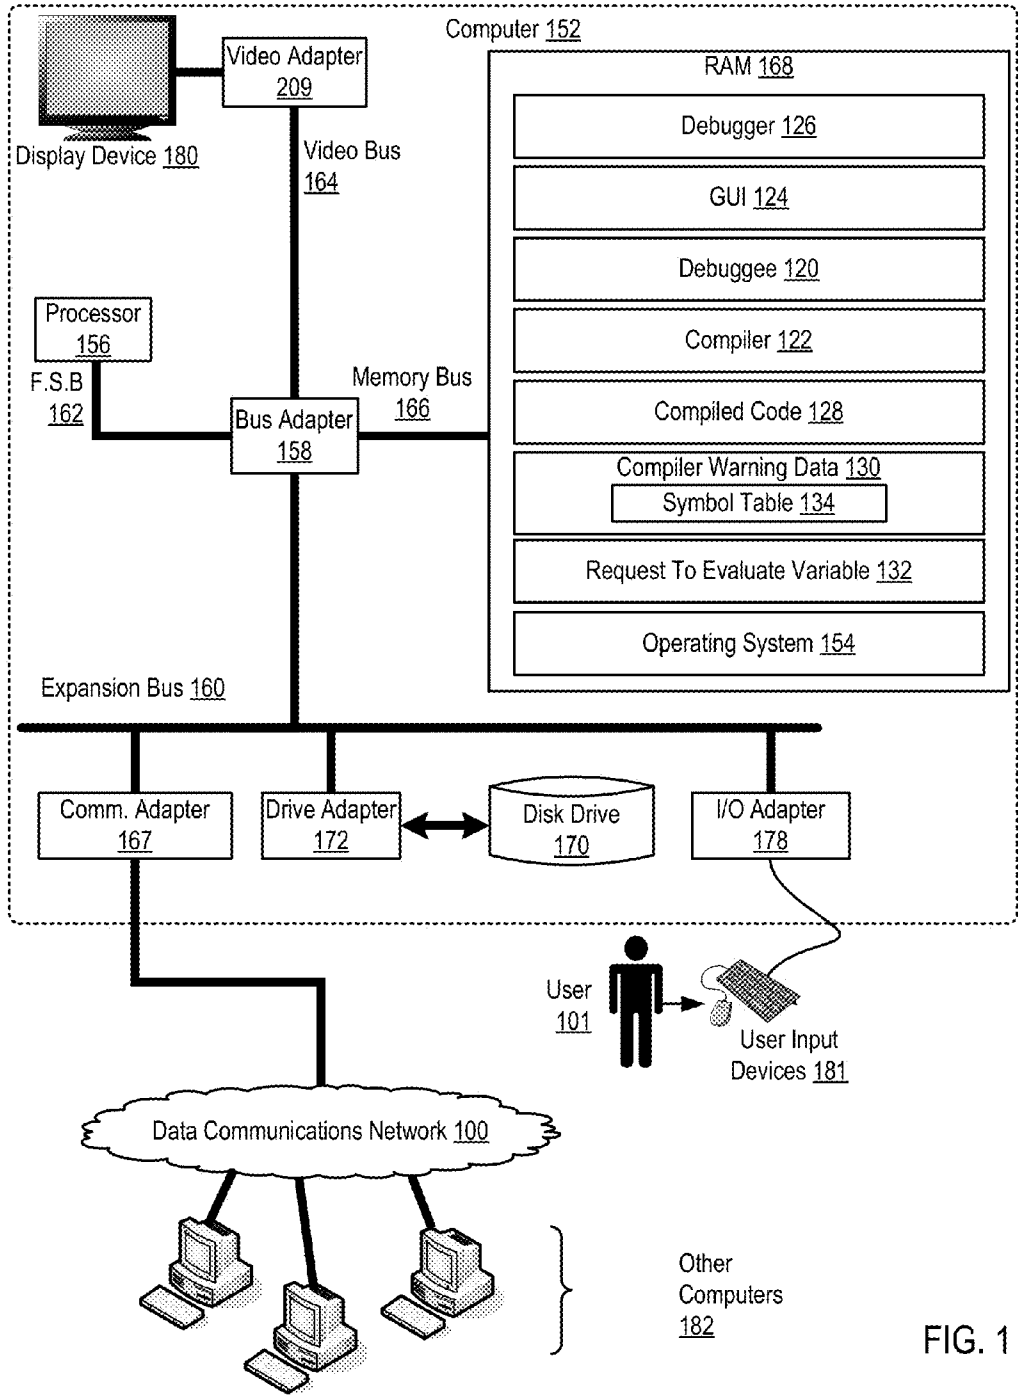 Computer 152
Video Adapter
209
Display Device 180
Video Bus
164
RAM 168
Debugger 126
GUI 124
Debuggee 120
Compiler 122
Compiled Code 128
Compiler Warning Data 130
Symbol Table 134
Request To Evaluate Variable 132
Operating System 154
Processor
156
F.S.B
162
Bus Adapter
158
Memory Bus
166
Expansion Bus 160
Comm. Adapter
167
Drive Adapter
172
Disk Drive
170
I/O Adapter
178
User
101
User Input
Devices 181
Data Communications Network 100
Other
Computers
182
FIG. 1